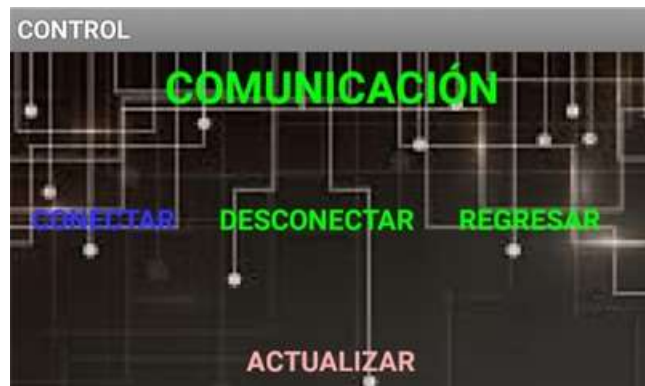 CONTROL
COMUNICACIÓN
CONECTAR DESCONECTAR REGRESAR
ACTUALIZAR